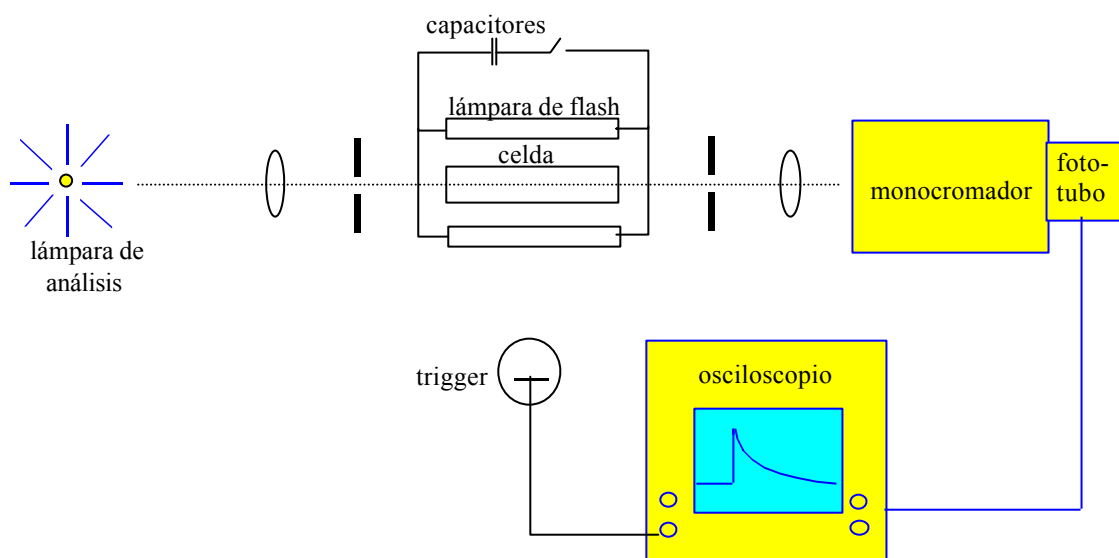 capacitores
lámpara de flash
celda
lámpara de
análisis
monocromador
foto-
tubo
trigger
osciloscopio